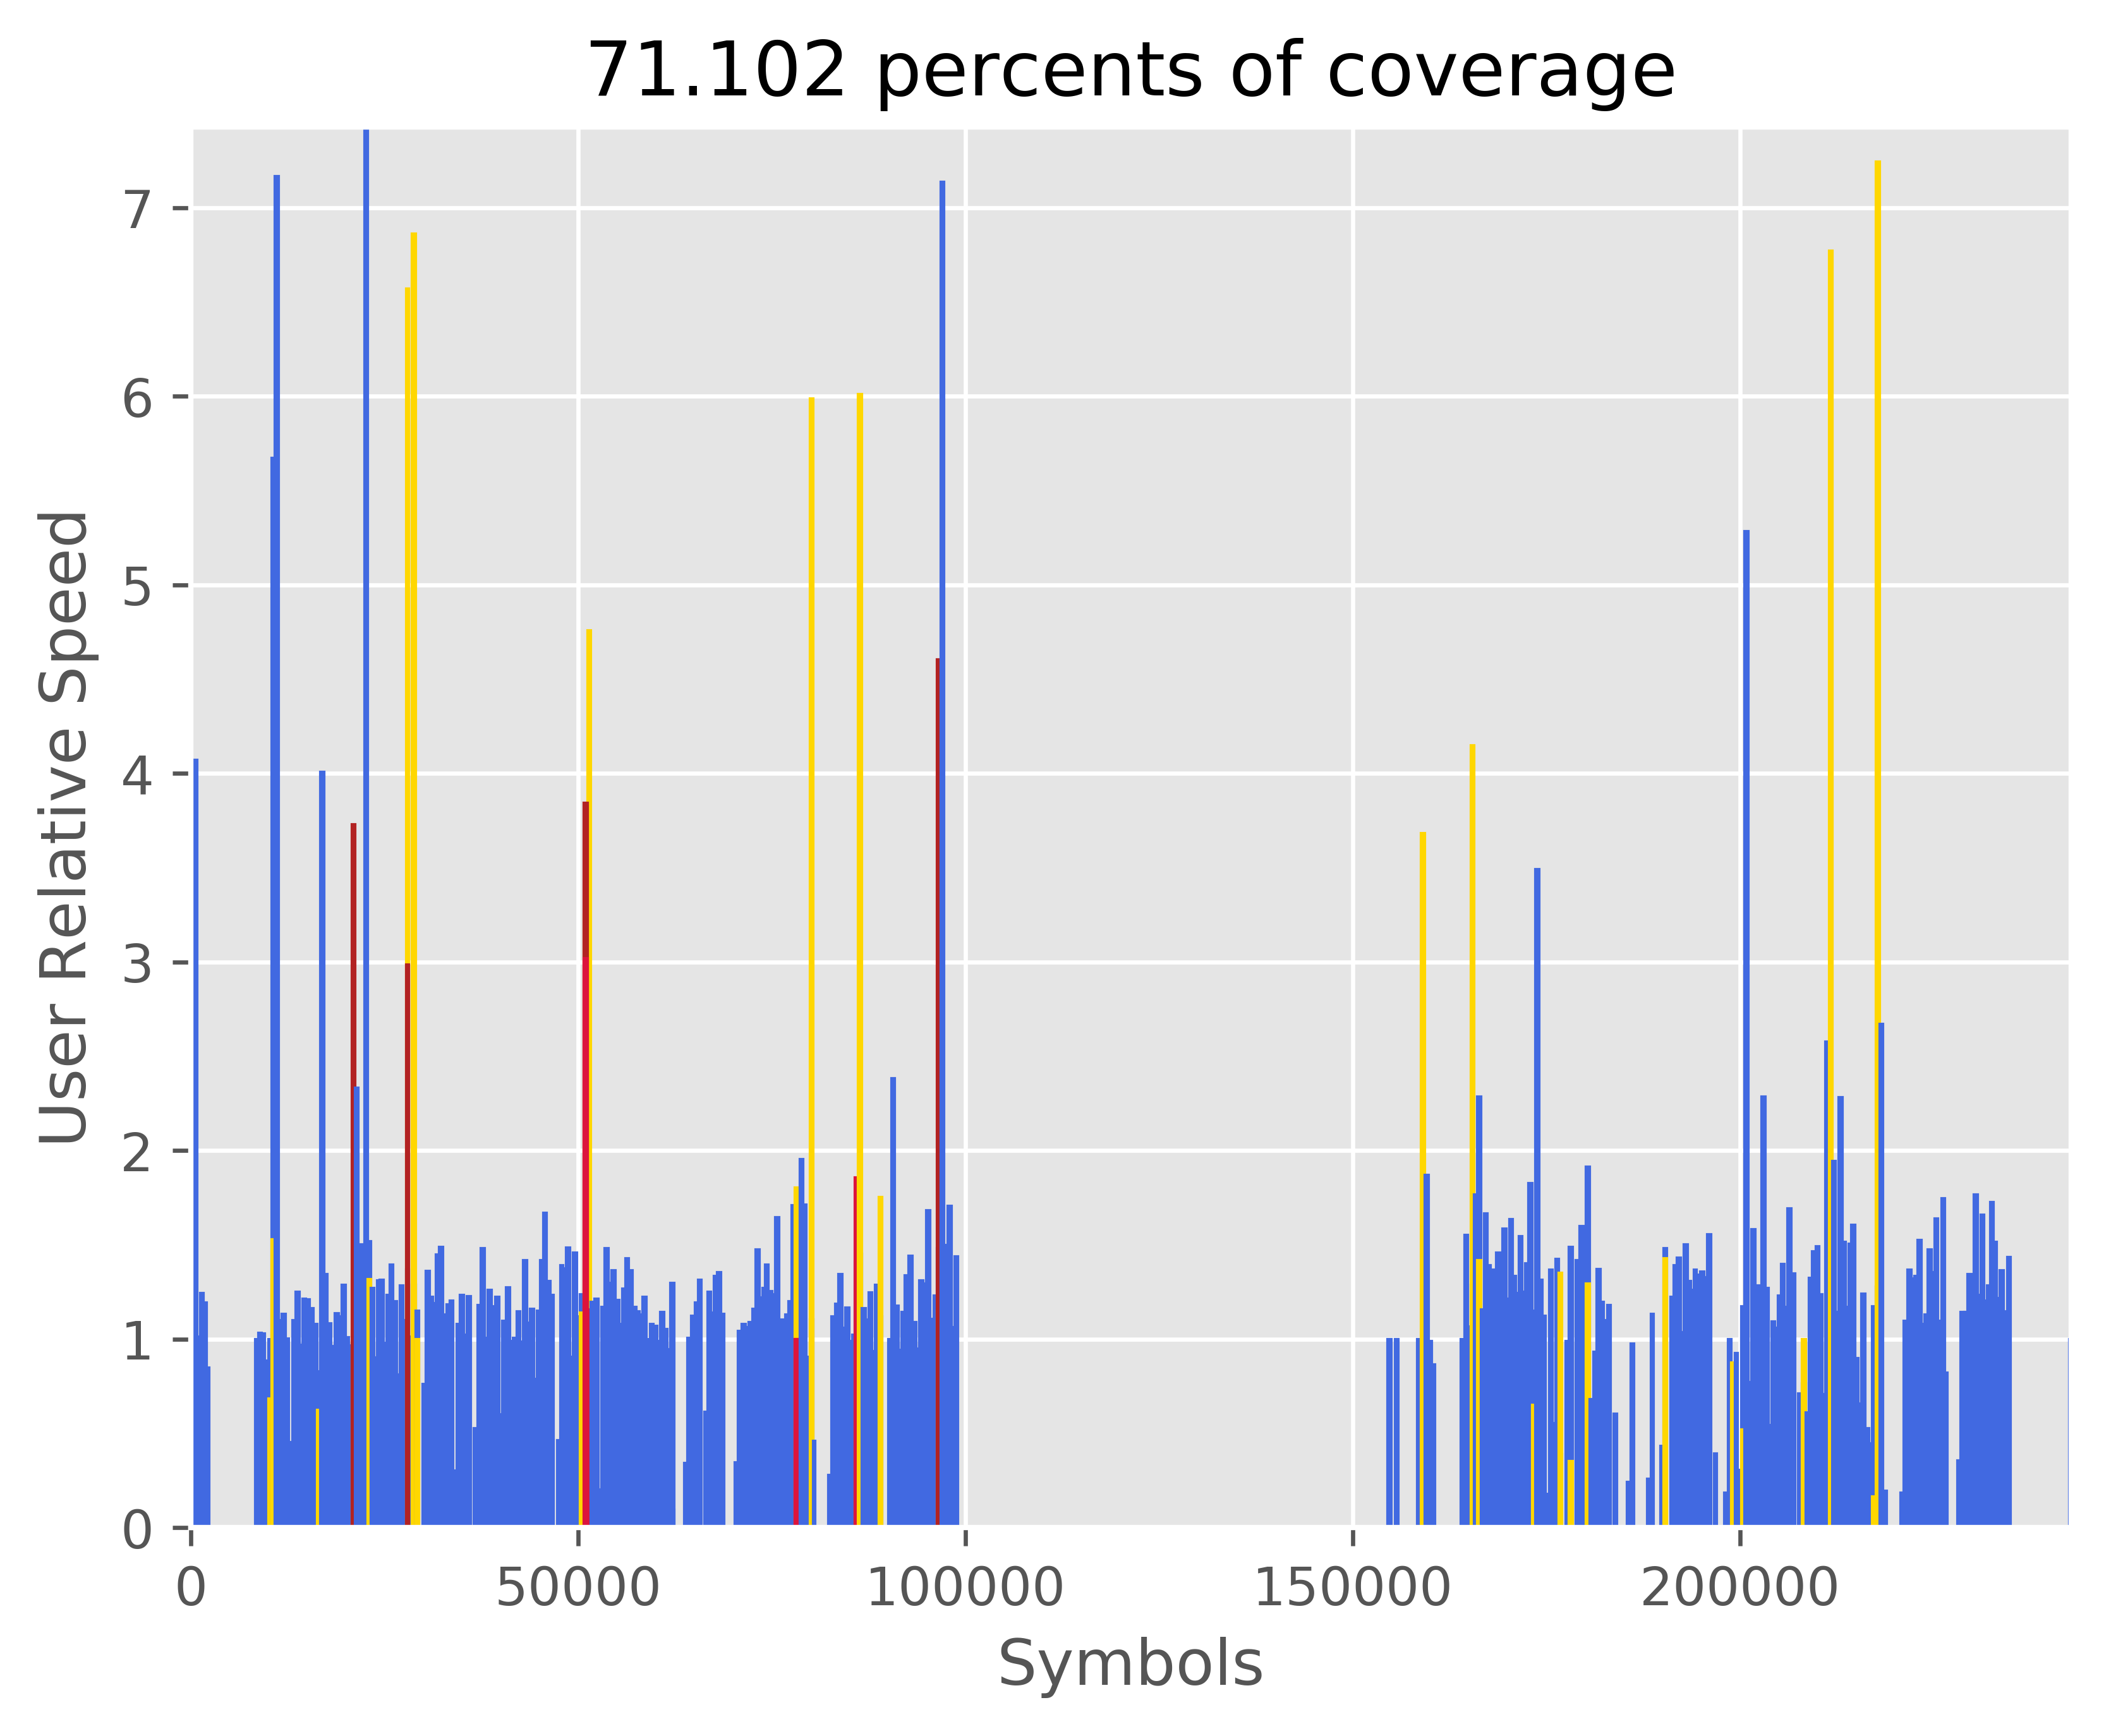 71.102 percents of coverage
User Relative Speed
7
6
5
4
3
2
1
0
0 50000 100000 150000 200000
Symbols